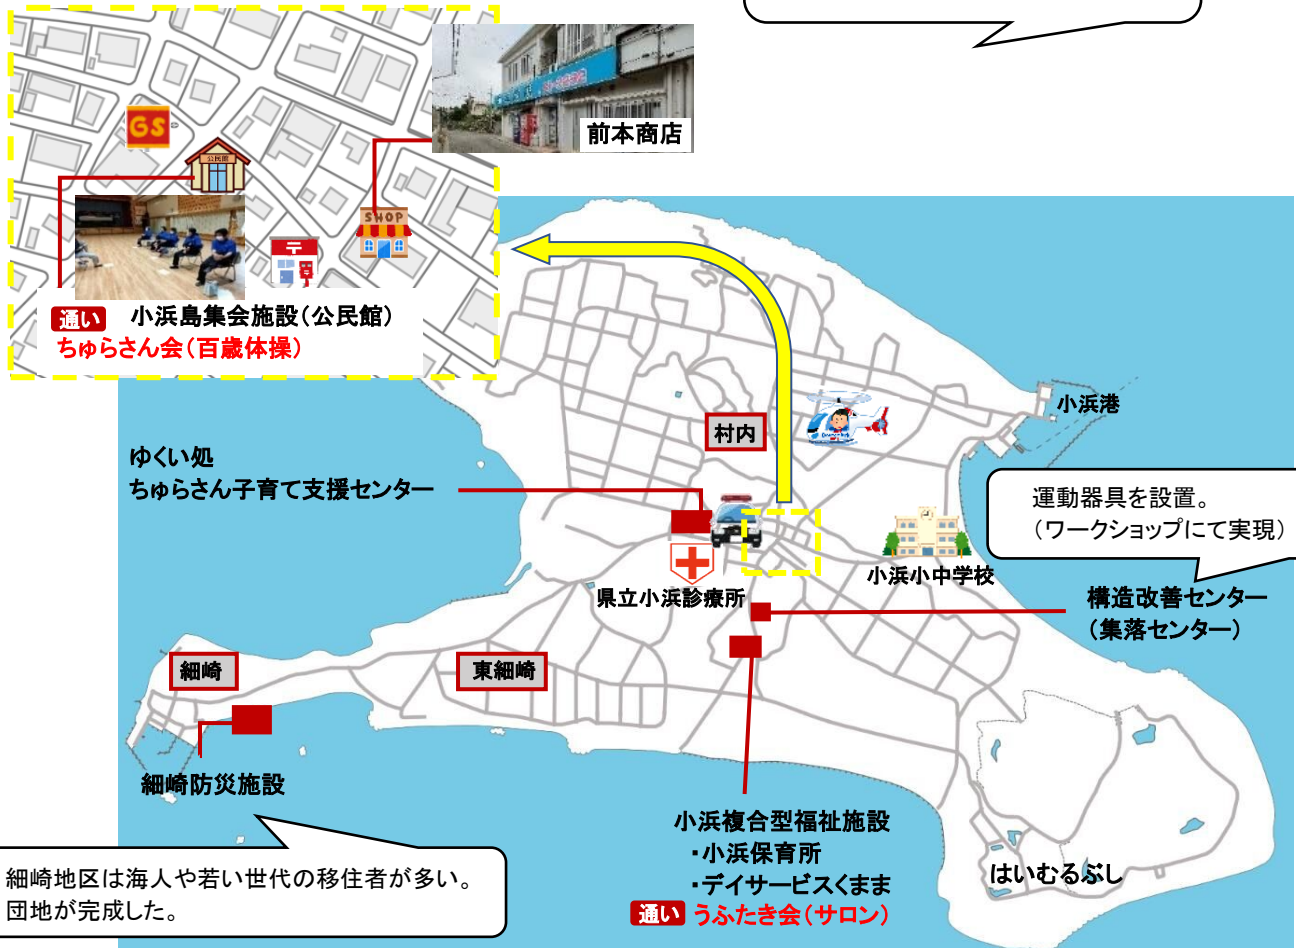 GS
公民館
前本商店
SHOP
〒
通い 小浜島集会施設(公民館)
ちゅらさん会(百歳体操)
小浜港
村内
ゆくい処
ちゅらさん子育て支援センター
運動器具を設置。
(ワークショップにて実現)
小浜小中学校
県立小浜診療所
構造改善センター
(集落センター)
細崎
東細崎
細崎防災施設
小浜複合型福祉施設
・小浜保育所
・デイサービスくまま
通い うふたき会(サロン)
はいむるぶし
細崎地区は海人や若い世代の移住者が多い。
団地が完成した。